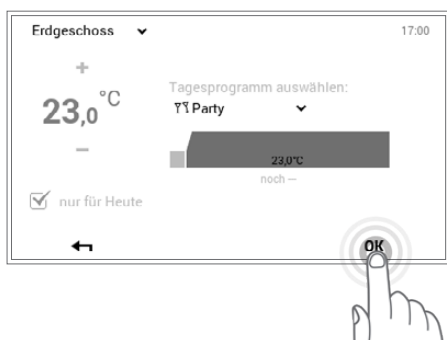 Erdgeschoss 17:00
+
23,0 °C
−
Tagesprogramm auswählen:
Party
23,0°C
noch —
nur für Heute
OK